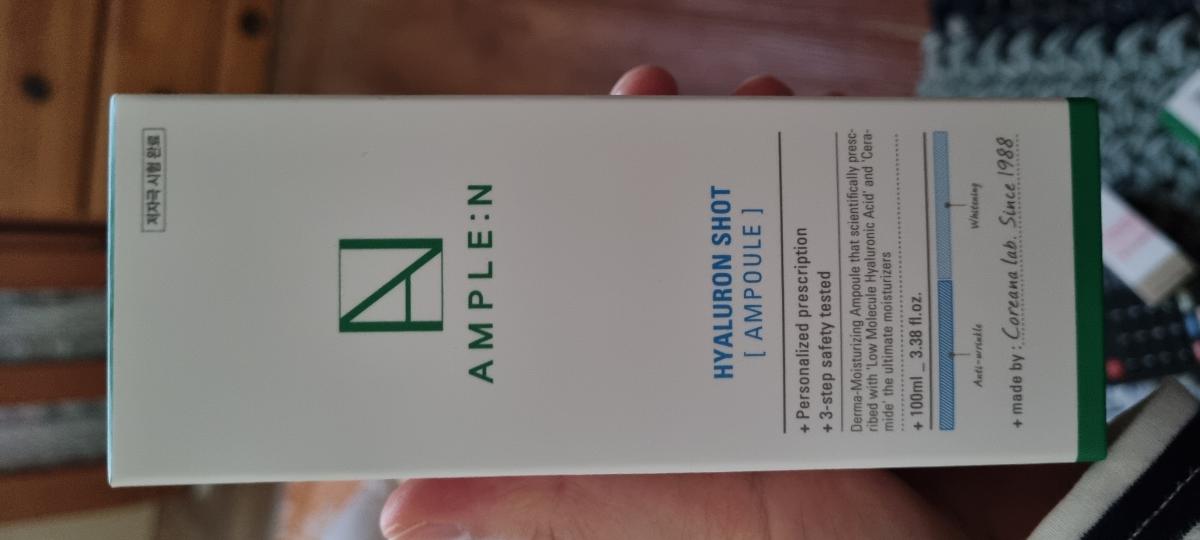 저자극 시험 완료
AMPLE:N
HYALURON SHOT
[ AMPOULE ]
+ Personalized prescription
+ 3-step safety tested
Derma-Moisturizing Ampoule that scientifically presc-
ribed with 'Low Molecule Hyaluronic Acid' and 'Cera-
mide' the ultimate moisturizers
+ 100ml _ 3.38 fl.oz.
Anti-wrinkle
Whitening
+ made by : Coreana lab. Since 1988